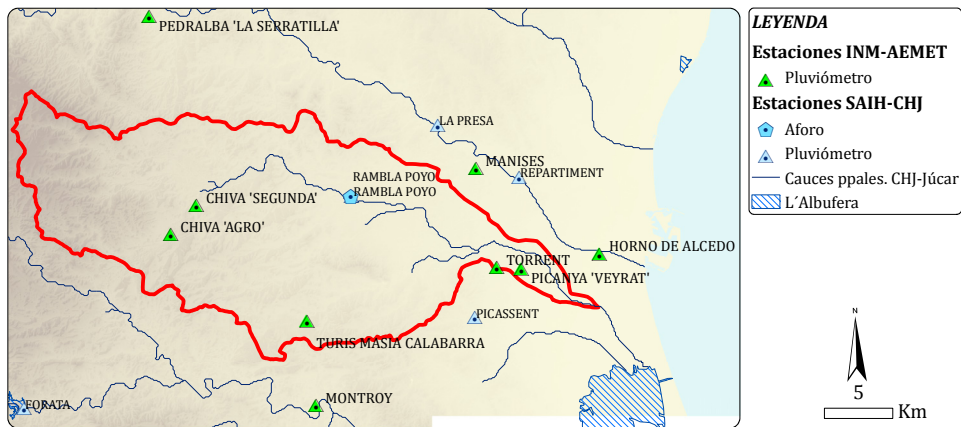 PEDRALBA 'LA SERRATILLA'
LA PRESA
MANISES
REPARTIMENT
RAMBLA POYO
RAMBLA POYO
CHIVA 'SEGUNDA'
CHIVA 'AGRO'
HORNO DE ALCEDO
TORRENT
PICANYA 'VEYRAT'
PICASSENT
TURIS MASIA CALABARRA
MONTROY
FORATA
LEYENDA
Estaciones INM-AEMET
Pluviómetro
Estaciones SAIH-CHJ
Aforo
Pluviómetro
Cauces ppales. CHJ-Júcar
L´Albufera
N
5
Km